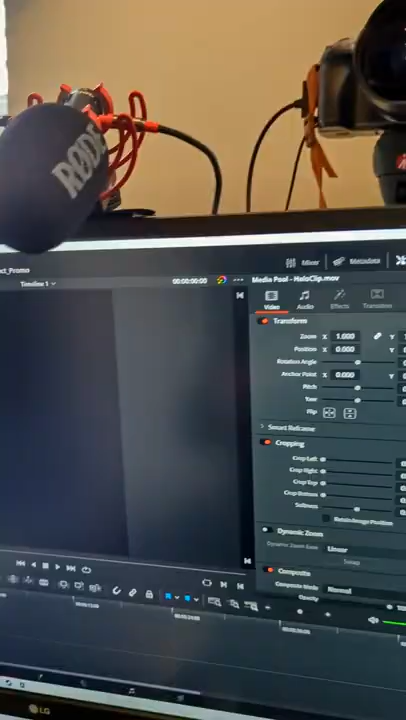 RØDE
ct_Promo
Mixer
Metadata
Timeline 1
00:00:00:00
Media Pool - HeloClip.mov
Video
Audio
Effects
Transition
Transform
Zoom X 1.000 Y
Position X 0.000 Y
Rotation Angle
Anchor Point X 0.000 Y
Pitch
Yaw
Flip
Smart Reframe
Cropping
Crop Left
Crop Right
Crop Top
Crop Bottom
Softness
Retain Image Position
Dynamic Zoom
Dynamic Zoom Ease Linear
Swap
Composite
Composite Mode Normal
Opacity
LG